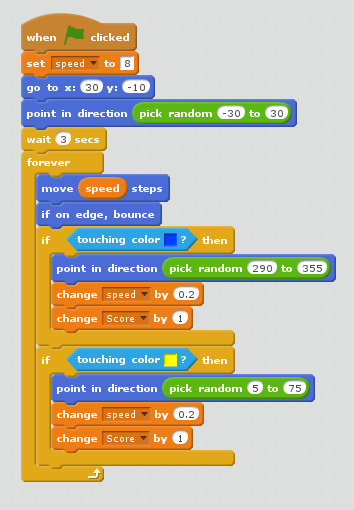 when clicked
set speed to 8
go to x: 30 y: -10
point in direction pick random -30 to 30
wait 3 secs
forever
move speed steps
if on edge, bounce
if touching color ? then
point in direction pick random 290 to 355
change speed by 0.2
change Score by 1
if touching color ? then
point in direction pick random 5 to 75
change speed by 0.2
change Score by 1